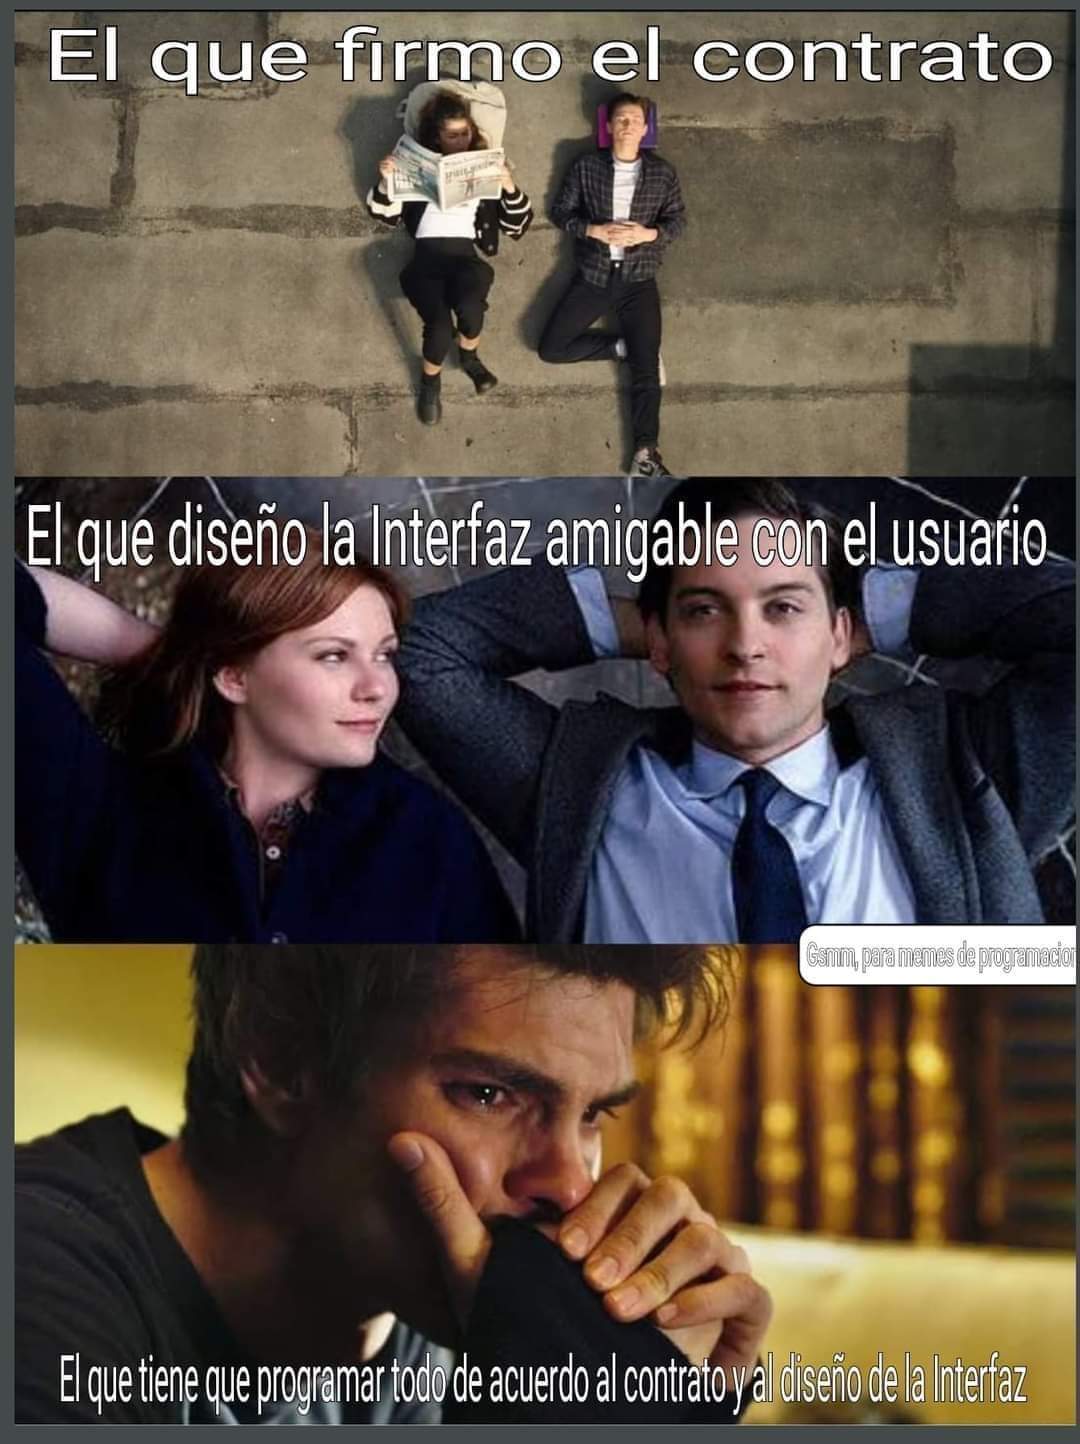 El que firmo el contrato
El que diseño la Interfaz amigable con el usuario
Gsmm, para memes de programacion
El que tiene que programar todo de acuerdo al contrato y al diseño de la Interfaz